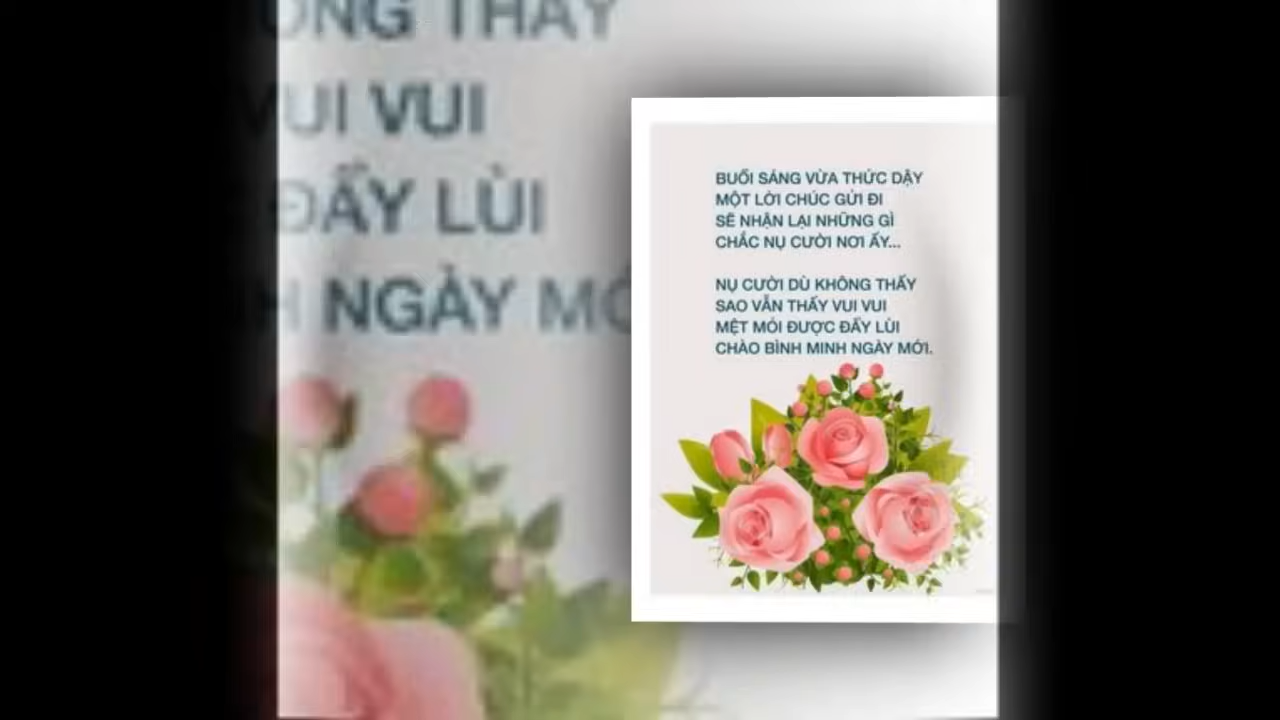 ÔNG THẤY
VUI VUI
ĐẨY LÙI
H NGÀY MỚ
BUỔI SÁNG VỪA THỨC DẬY
MỘT LỜI CHÚC GỬI ĐI
SẼ NHẬN LẠI NHỮNG GÌ
CHẮC NỤ CƯỜI NƠI ẤY...
NỤ CƯỜI DÙ KHÔNG THẤY
SAO VẪN THẤY VUI VUI
MỆT MỎI ĐƯỢC ĐẨY LÙI
CHÀO BÌNH MINH NGÀY MỚI.